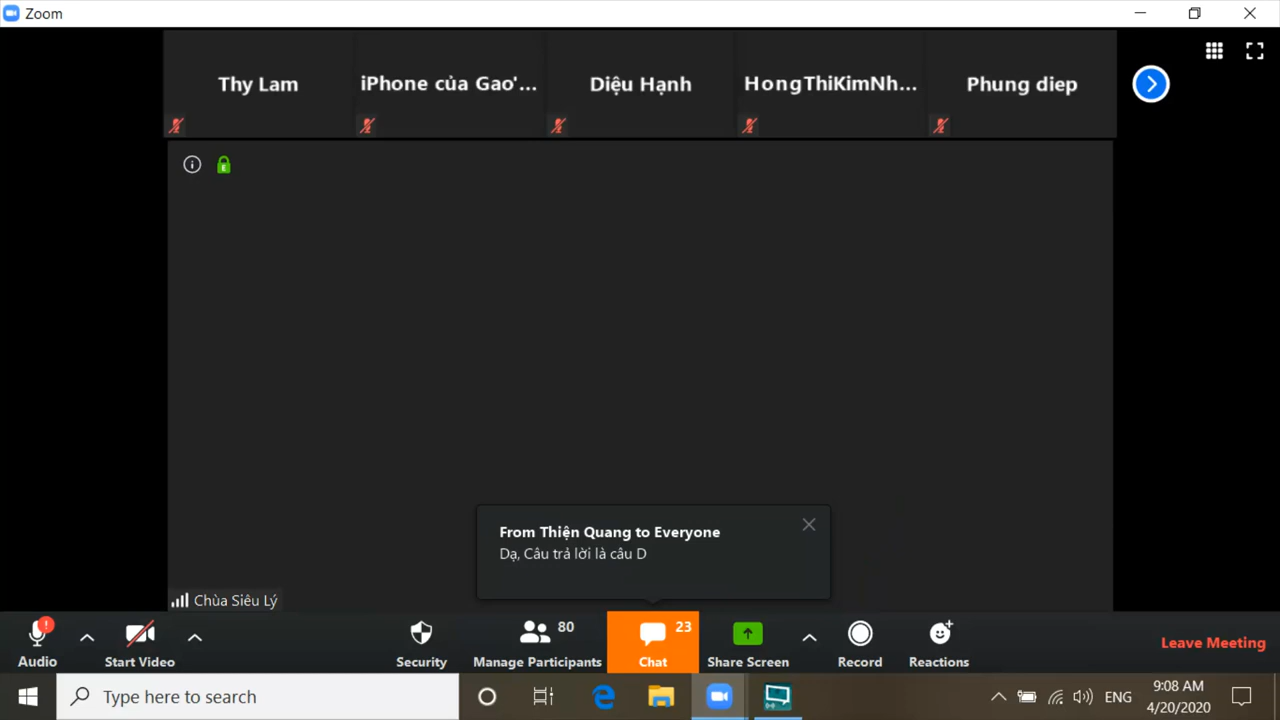 Zoom
Thy Lam
iPhone của Gao'...
Diệu Hạnh
HongThiKimNh...
Phung diep
E
From Thiện Quang to Everyone
Dạ, Câu trả lời là câu D
Chùa Siêu Lý
Audio
Start Video
Security
80
Manage Participants
23
Chat
Share Screen
Record
Reactions
Leave Meeting
Type here to search
ENG
9:08 AM
4/20/2020